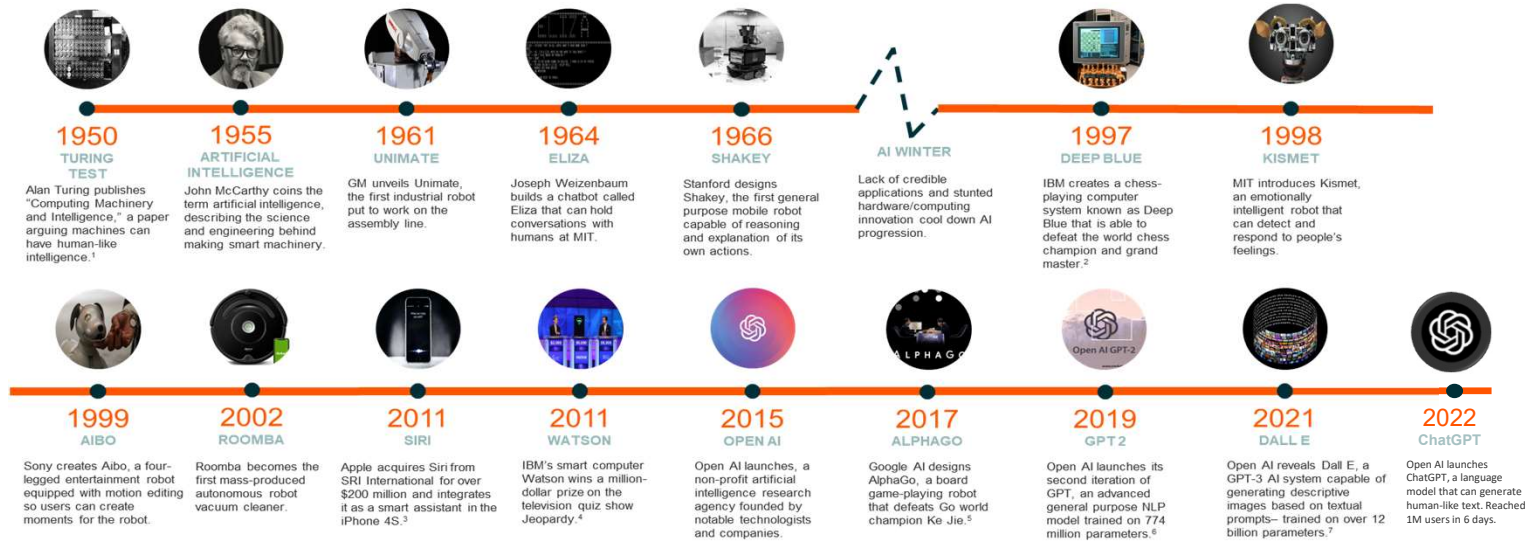 ELIZA
1950
TURING
TEST
Alan Turing publishes
“Computing Machinery
and Intelligence,” a paper
arguing machines can
have human-like
intelligence.¹
1955
ARTIFICIAL
INTELLIGENCE
John McCarthy coins the
term artificial intelligence,
describing the science
and engineering behind
making smart machinery.
1961
UNIMATE
GM unveils Unimate,
the first industrial robot
put to work on the
assembly line.
1964
ELIZA
Joseph Weizenbaum
builds a chatbot called
Eliza that can hold
conversations with
humans at MIT.
1966
SHAKEY
Stanford designs
Shakey, the first general
purpose mobile robot
capable of reasoning
and explanation of its
own actions.
AI WINTER
Lack of credible
applications and stunted
hardware/computing
innovation cool down AI
progression.
1997
DEEP BLUE
IBM creates a chess-
playing computer
system known as Deep
Blue that is able to
defeat the world chess
champion and grand
master.²
1998
KISMET
MIT introduces Kismet,
an emotionally
intelligent robot that
can detect and
respond to people’s
feelings.
1999
AIBO
Sony creates Aibo, a four-
legged entertainment robot
equipped with motion editing
so users can create
moments for the robot.
2002
ROOMBA
Roomba becomes the
first mass-produced
autonomous robot
vacuum cleaner.
2011
SIRI
Apple acquires Siri from
SRI International for over
$200 million and integrates
it as a smart assistant in the
iPhone 4S.³
2011
WATSON
IBM’s smart computer
Watson wins a million-
dollar prize on the
television quiz show
Jeopardy.⁴
2015
OPEN AI
Open AI launches, a
non-profit artificial
intelligence research
agency founded by
notable technologists
and companies.
ALPHAGO
2017
ALPHAGO
Google AI designs
AlphaGo, a board
game-playing robot
that defeats Go world
champion Ke Jie.⁵
Open AI GPT-2
2019
GPT 2
Open AI launches its
second iteration of
GPT, an advanced
general purpose NLP
model trained on 774
million parameters.⁶
2021
DALL E
Open AI reveals Dall E, a
GPT-3 AI system capable of
generating descriptive
images based on textual
prompts– trained on over 12
billion parameters.⁷
2022
ChatGPT
Open AI launches
ChatGPT, a language
model that can generate
human-like text. Reached
1M users in 6 days.